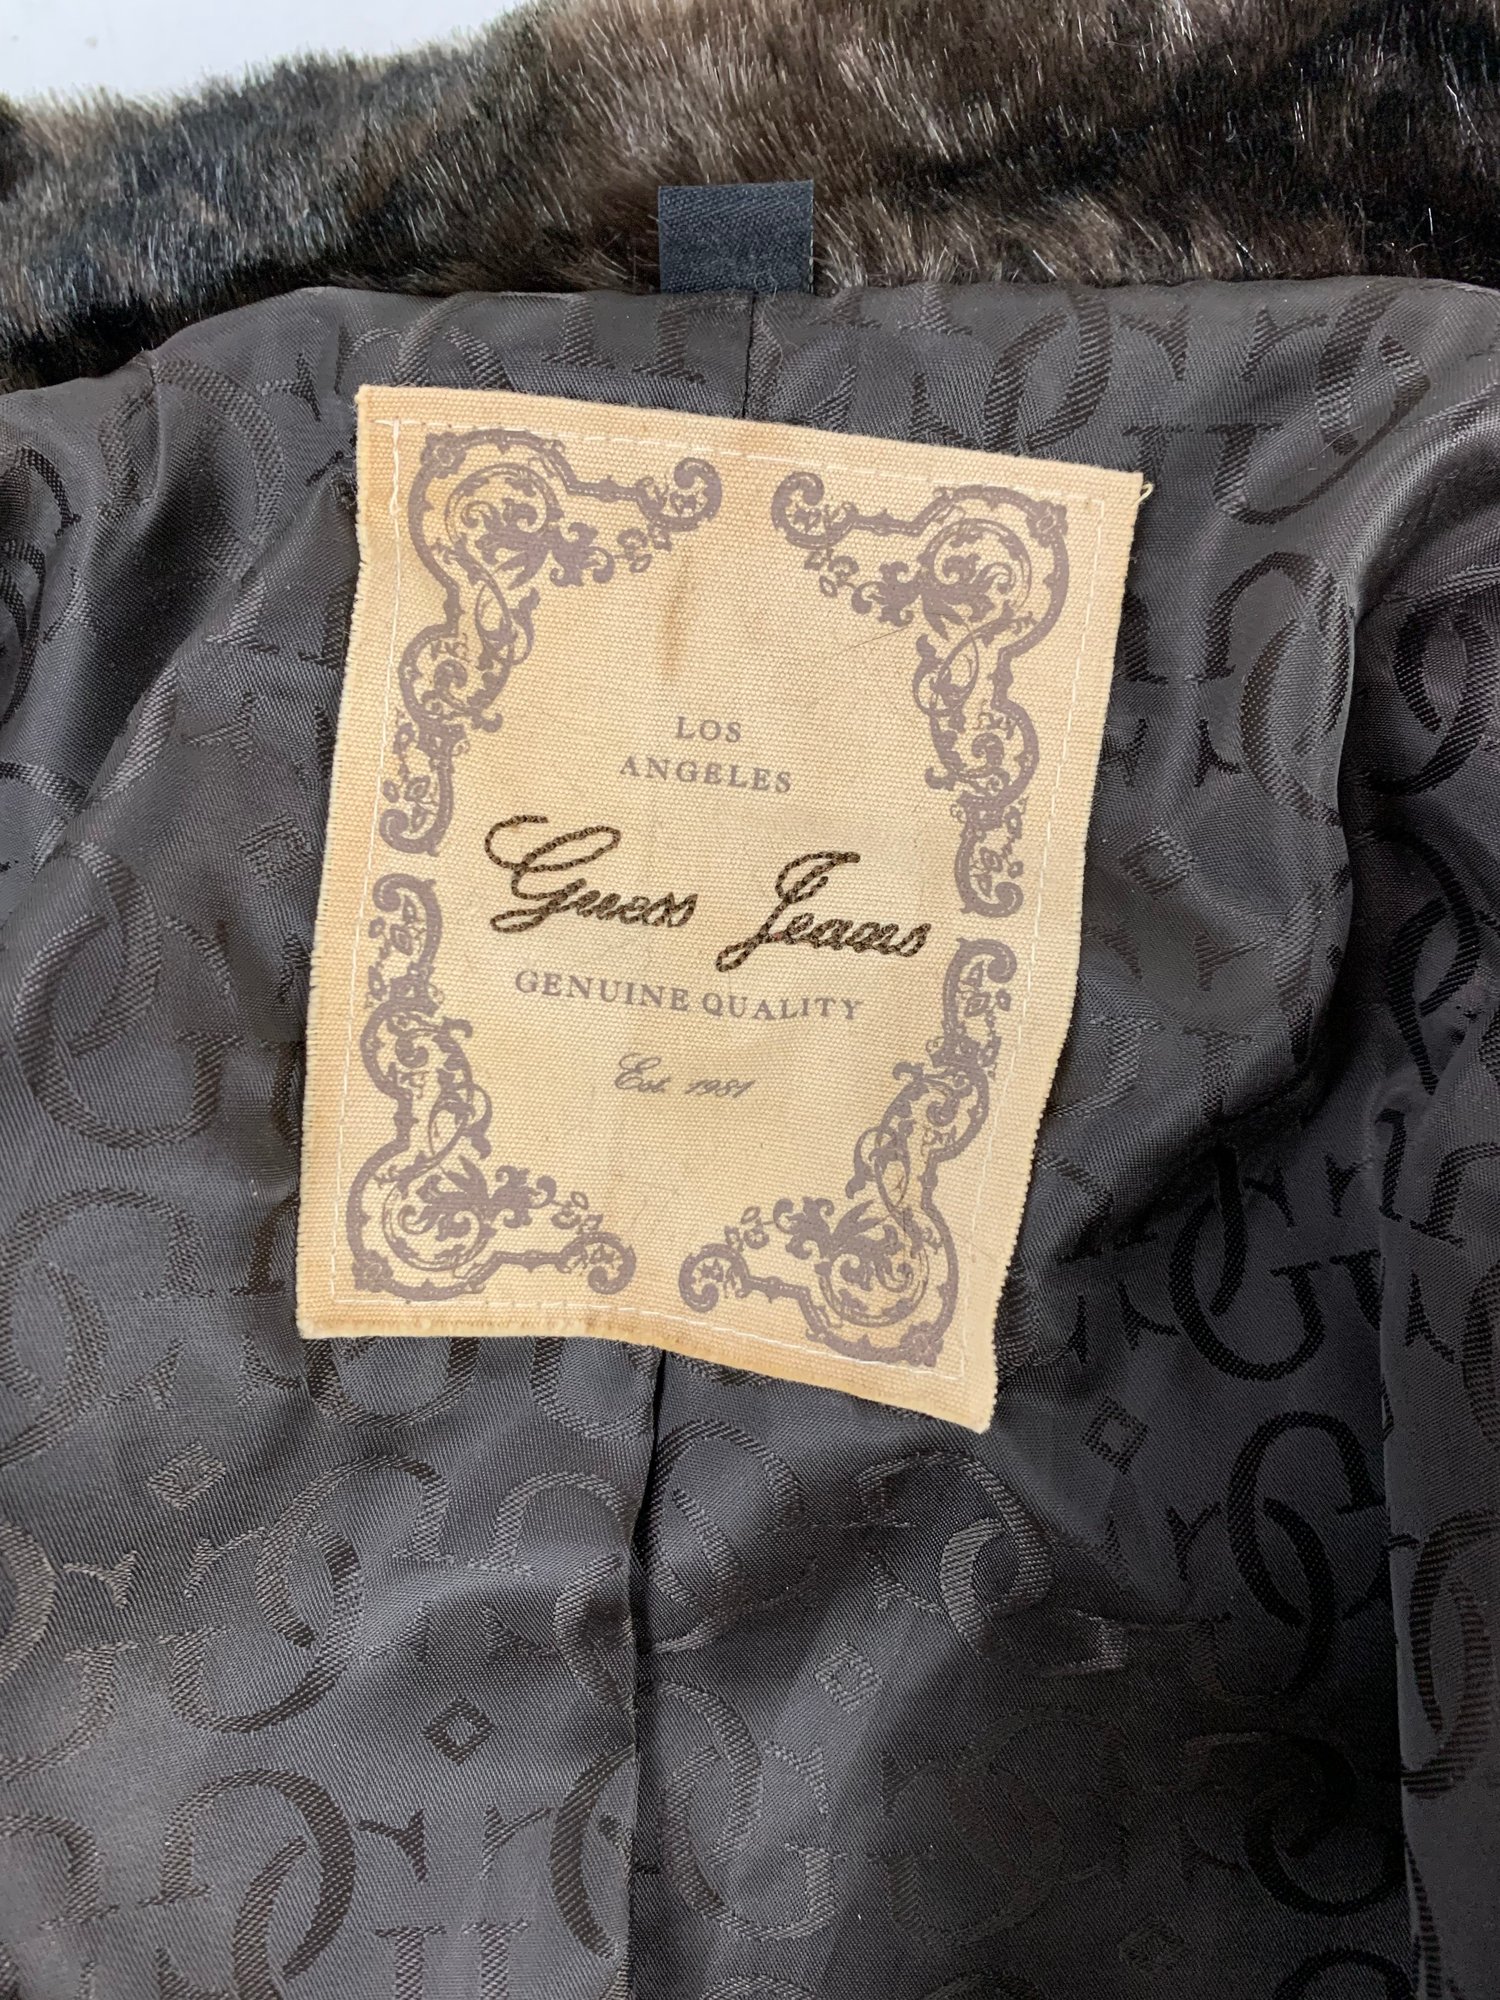 LOS
ANGELES
Guess Jeans
GENUINE QUALITY
Est. 1981